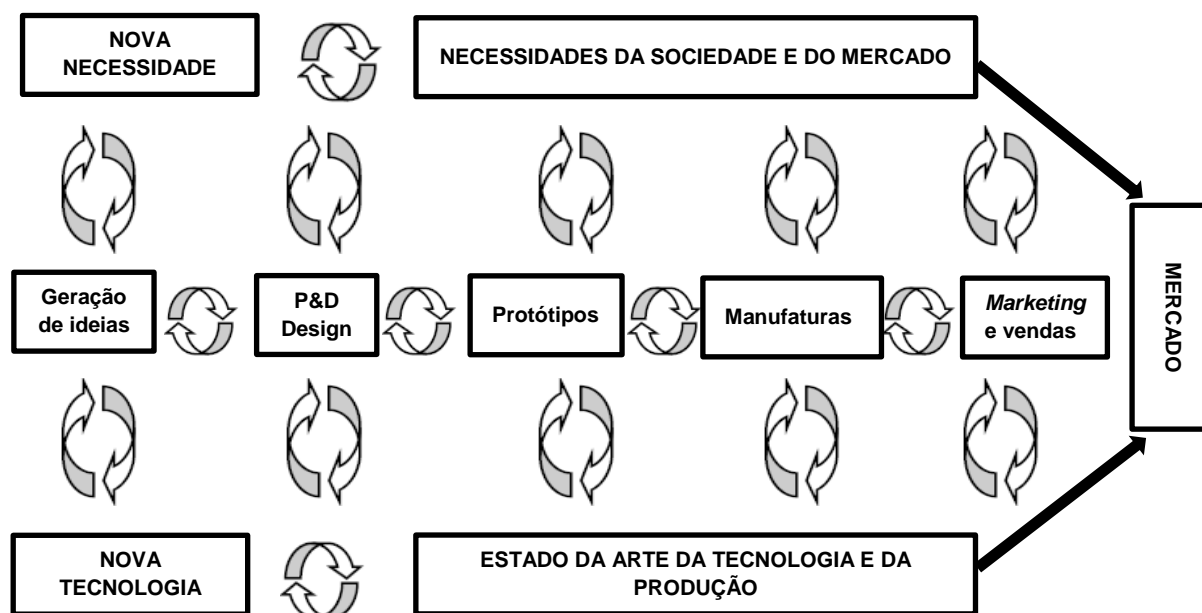 NOVA
NECESSIDADE
NECESSIDADES DA SOCIEDADE E DO MERCADO
Geração
de ideias
P&D
Design
Protótipos
Manufaturas
Marketing
e vendas
MERCADO
NOVA
TECNOLOGIA
ESTADO DA ARTE DA TECNOLOGIA E DA
PRODUÇÃO